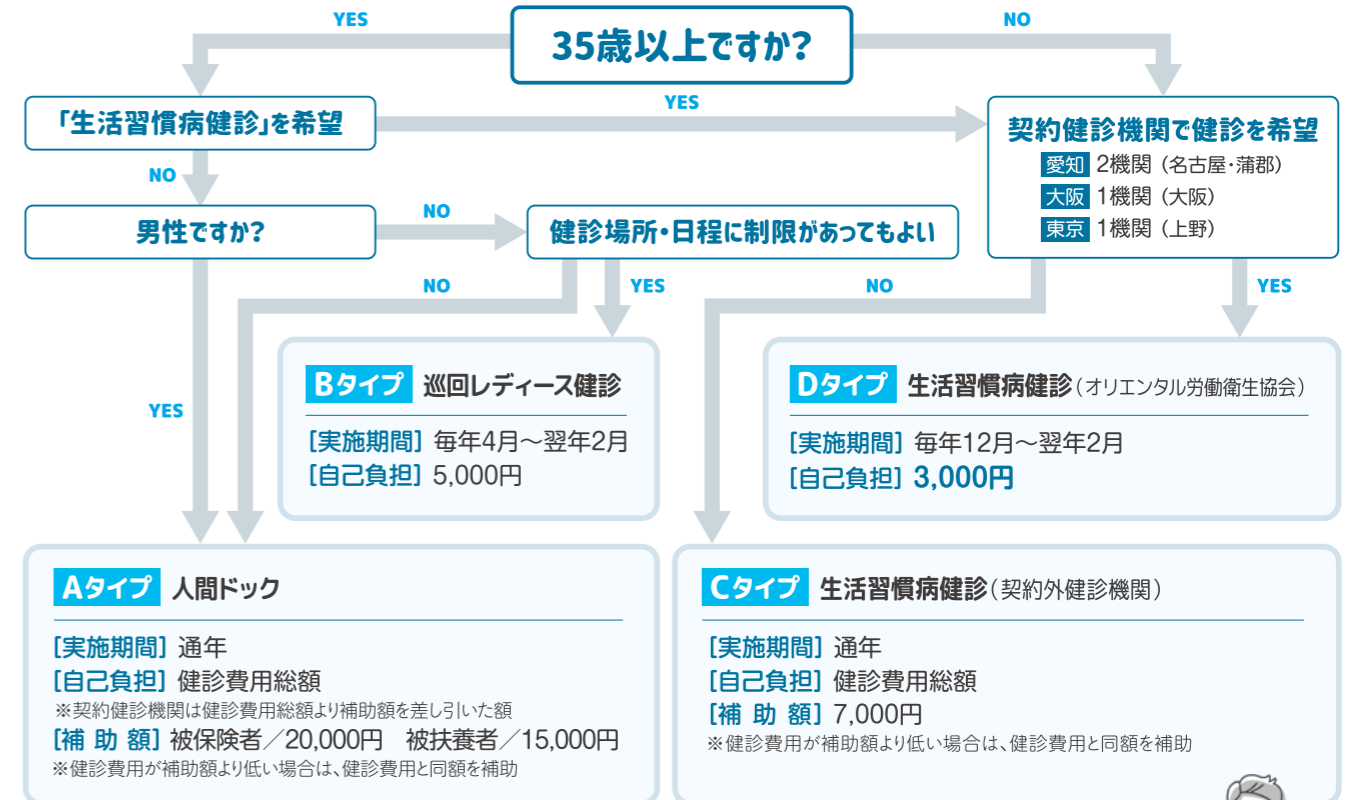 35歳以上ですか?
YES
NO
「生活習慣病健診」を希望
YES
契約健診機関で健診を希望
愛知 2機関（名古屋・蒲郡）
大阪 1機関（大阪）
東京 1機関（上野）
NO
男性ですか?
NO
健診場所・日程に制限があってもよい
NO
YES
NO
YES
YES
Bタイプ 巡回レディース健診
[実施期間] 毎年4月～翌年2月
[自己負担] 5,000円
Dタイプ 生活習慣病健診（オリエンタル労働衛生協会）
[実施期間] 毎年12月～翌年2月
[自己負担] 3,000円
Aタイプ 人間ドック
[実施期間] 通年
[自己負担] 健診費用総額
※契約健診機関は健診費用総額より補助額を差し引いた額
[補 助 額] 被保険者／20,000円　被扶養者／15,000円
※健診費用が補助額より低い場合は、健診費用と同額を補助
Cタイプ 生活習慣病健診（契約外健診機関）
[実施期間] 通年
[自己負担] 健診費用総額
[補 助 額] 7,000円
※健診費用が補助額より低い場合は、健診費用と同額を補助